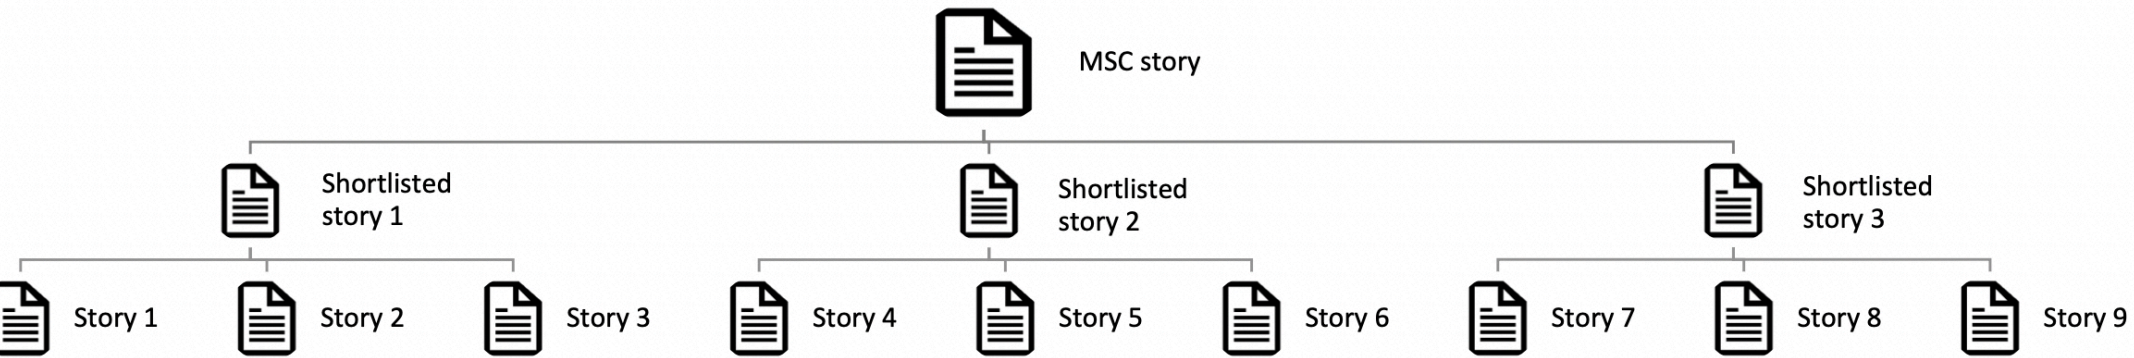 MSC story
Shortlisted
story 1
Shortlisted
story 2
Shortlisted
story 3
Story 1
Story 2
Story 3
Story 4
Story 5
Story 6
Story 7
Story 8
Story 9